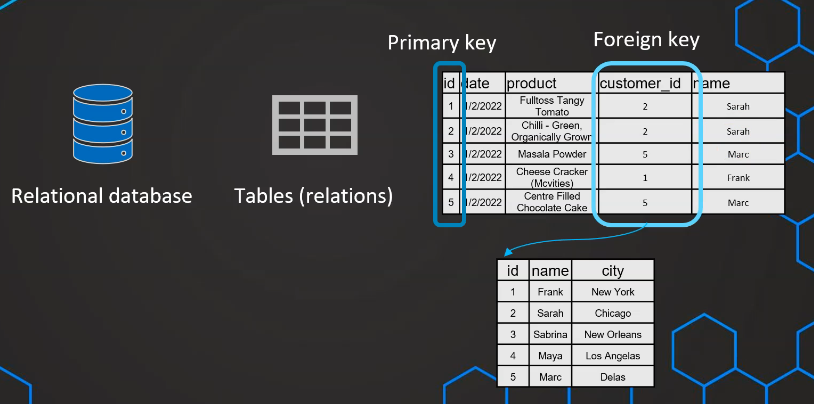 Primary key
Foreign key
Relational database
Tables (relations)
id date product customer_id name
1 1/2/2022 Fulltoss Tangy
Tomato 2 Sarah
2 1/2/2022 Chilli - Green,
Organically Grown 2 Sarah
3 1/2/2022 Masala Powder 5 Marc
4 1/2/2022 Cheese Cracker
(Mcvities) 1 Frank
5 1/2/2022 Centre Filled
Chocolate Cake 5 Marc
id name city
1 Frank New York
2 Sarah Chicago
3 Sabrina New Orleans
4 Maya Los Angelas
5 Marc Delas